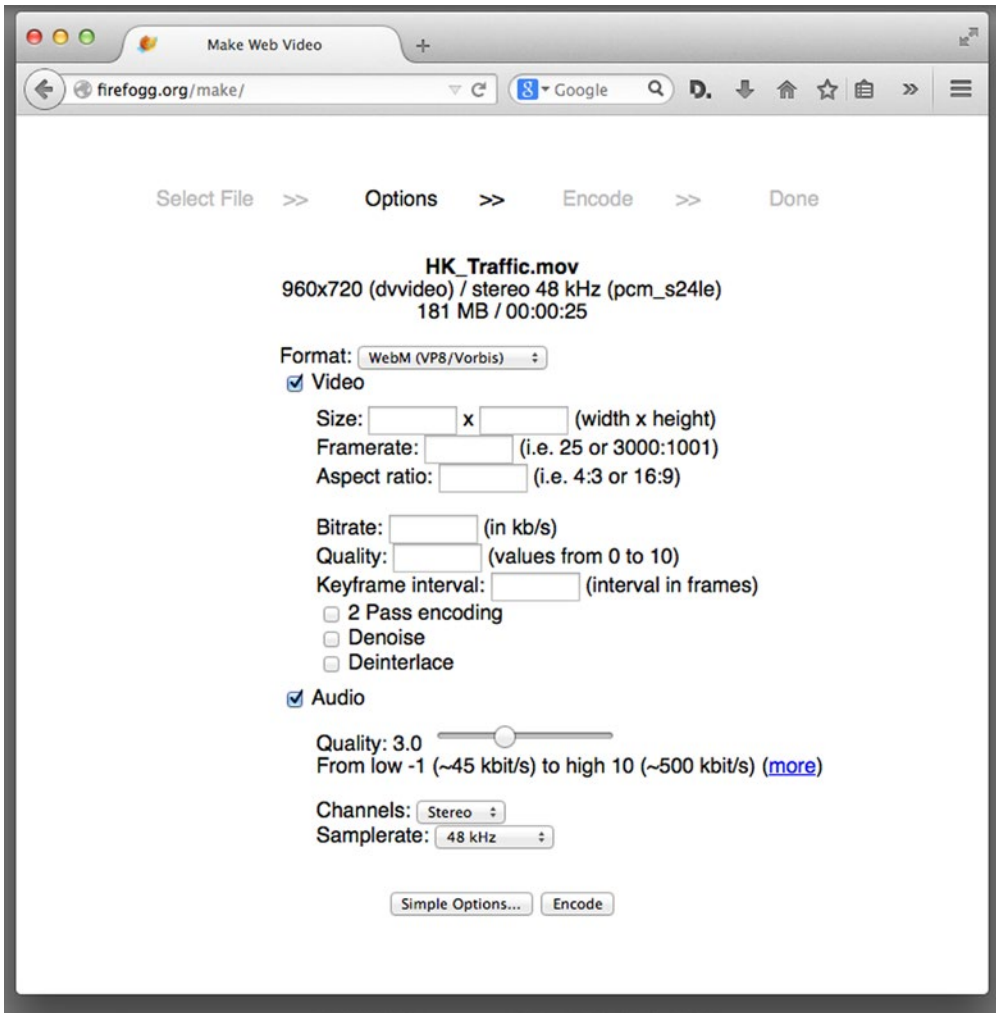 Make Web Video
firefogg.org/make/
Google
D.
Select File >> Options >> Encode >> Done
HK_Traffic.mov
960x720 (dvvideo) / stereo 48 kHz (pcm_s24le)
181 MB / 00:00:25
Format: WebM (VP8/Vorbis)
Video
Size: x (width x height)
Framerate: (i.e. 25 or 3000:1001)
Aspect ratio: (i.e. 4:3 or 16:9)
Bitrate: (in kb/s)
Quality: (values from 0 to 10)
Keyframe interval: (interval in frames)
2 Pass encoding
Denoise
Deinterlace
Audio
Quality: 3.0
From low -1 (~45 kbit/s) to high 10 (~500 kbit/s) (more)
Channels: Stereo
Samplerate: 48 kHz
Simple Options... Encode